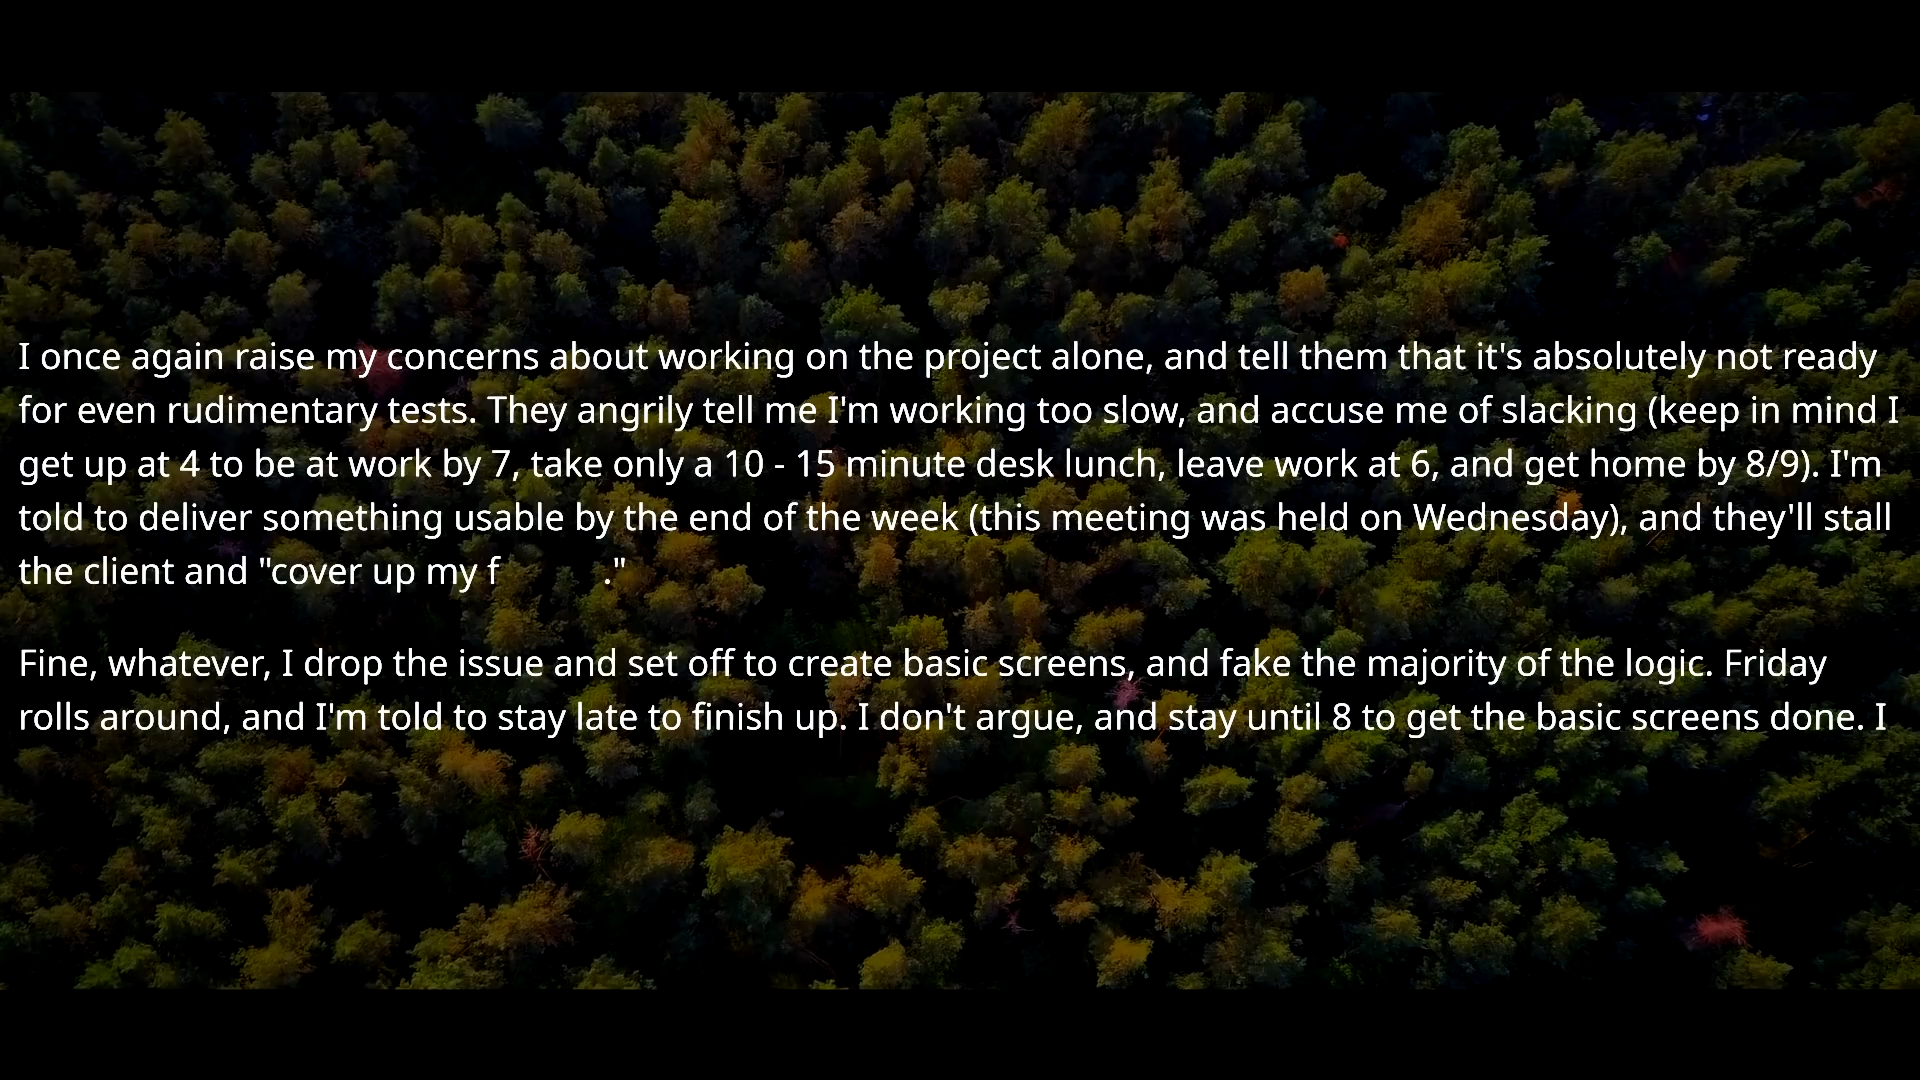 I once again raise my concerns about working on the project alone, and tell them that it's absolutely not ready
for even rudimentary tests. They angrily tell me I'm working too slow, and accuse me of slacking (keep in mind I
get up at 4 to be at work by 7, take only a 10 - 15 minute desk lunch, leave work at 6, and get home by 8/9). I'm
told to deliver something usable by the end of the week (this meeting was held on Wednesday), and they'll stall
the client and "cover up my f ."
Fine, whatever, I drop the issue and set off to create basic screens, and fake the majority of the logic. Friday
rolls around, and I'm told to stay late to finish up. I don't argue, and stay until 8 to get the basic screens done. I